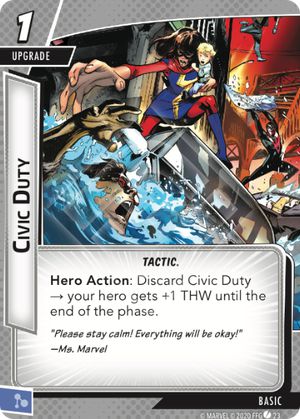 1
UPGRADE
CIVIC DUTY
TACTIC.
Hero Action: Discard Civic Duty
→ your hero gets +1 THW until the
end of the phase.
"Please stay calm! Everything will be okay!"
—Ms. Marvel
BASIC
© MARVEL © 2020 FFG 23